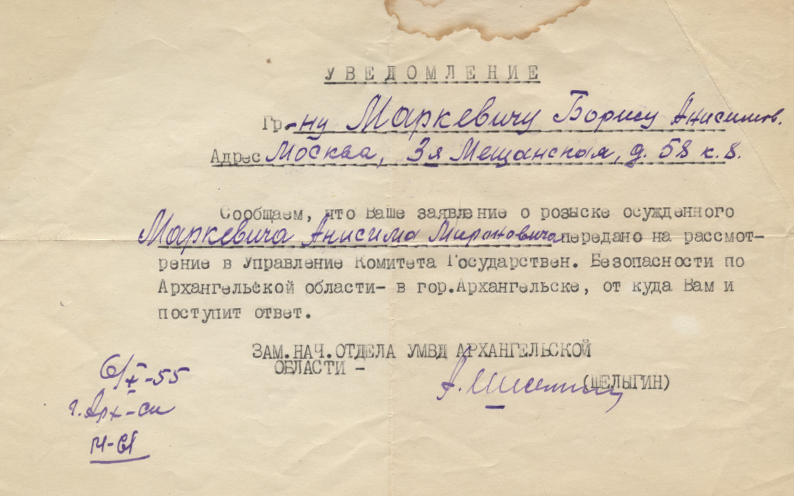 УВЕДОМЛЕНИЕ
Гр-ну Маркевичу Борису Анисимов.
Адрес Москва, 3я Мещанская, д. 58 к. 8.
Сообщаем, что Ваше заявление о розыске осужденного
Маркевича Анисима Мироновича передано на рассмот-
рение в Управление Комитета Государствен. Безопасности по
Архангельской области- в гор.Архангельске, от куда Вам и
поступит ответ.
ЗАМ.НАЧ.ОТДЕЛА УМВД АРХАНГЕЛЬСКОЙ
ОБЛАСТИ -
(ШЕЛЫГИН)
6/X-55
г. Арх-ск
М-61